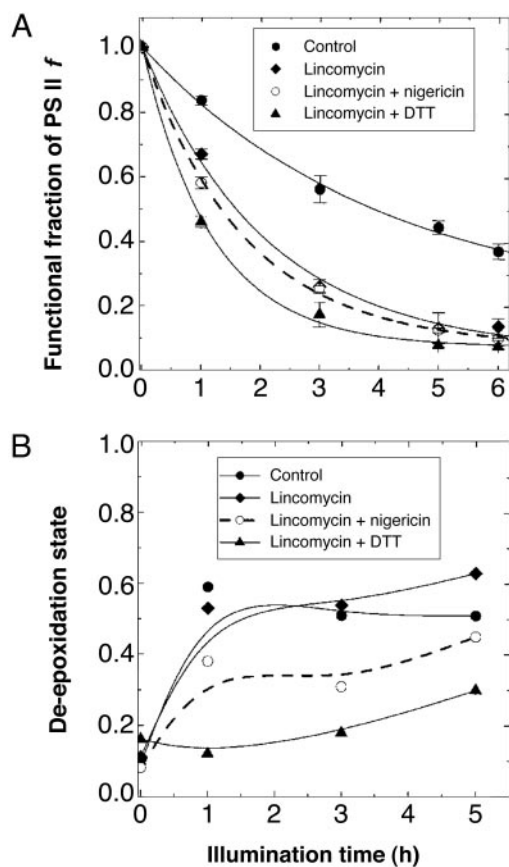 A
Functional fraction of PS II f
1.0
0.8
0.6
0.4
0.2
0.0
Control
Lincomycin
Lincomycin + nigericin
Lincomycin + DTT
0 1 2 3 4 5 6
B
De-epoxidation state
1.0
0.8
0.6
0.4
0.2
0.0
Control
Lincomycin
Lincomycin + nigericin
Lincomycin + DTT
0 1 2 3 4 5
Illumination time (h)